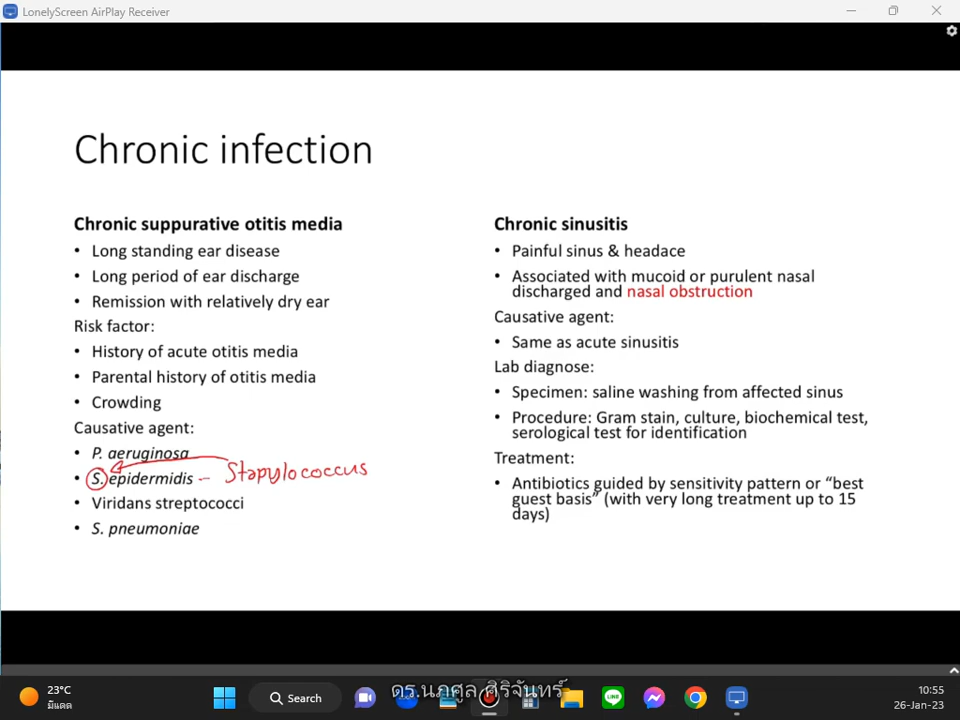 LonelyScreen AirPlay Receiver
Chronic infection
Chronic suppurative otitis media
• Long standing ear disease
• Long period of ear discharge
• Remission with relatively dry ear
Risk factor:
• History of acute otitis media
• Parental history of otitis media
• Crowding
Causative agent:
• P. aeruginosa
• S. epidermidis - Stapylococcus
• Viridans streptococci
• S. pneumoniae
Chronic sinusitis
• Painful sinus & headace
• Associated with mucoid or purulent nasal
discharged and nasal obstruction
Causative agent:
• Same as acute sinusitis
Lab diagnose:
• Specimen: saline washing from affected sinus
• Procedure: Gram stain, culture, biochemical test,
serological test for identification
Treatment:
• Antibiotics guided by sensitivity pattern or “best
guest basis” (with very long treatment up to 15
days)
23°C
มีแดด
Search
ดร.นภศูล ศิริจันทร์
LINE
10:55
26-Jan-23